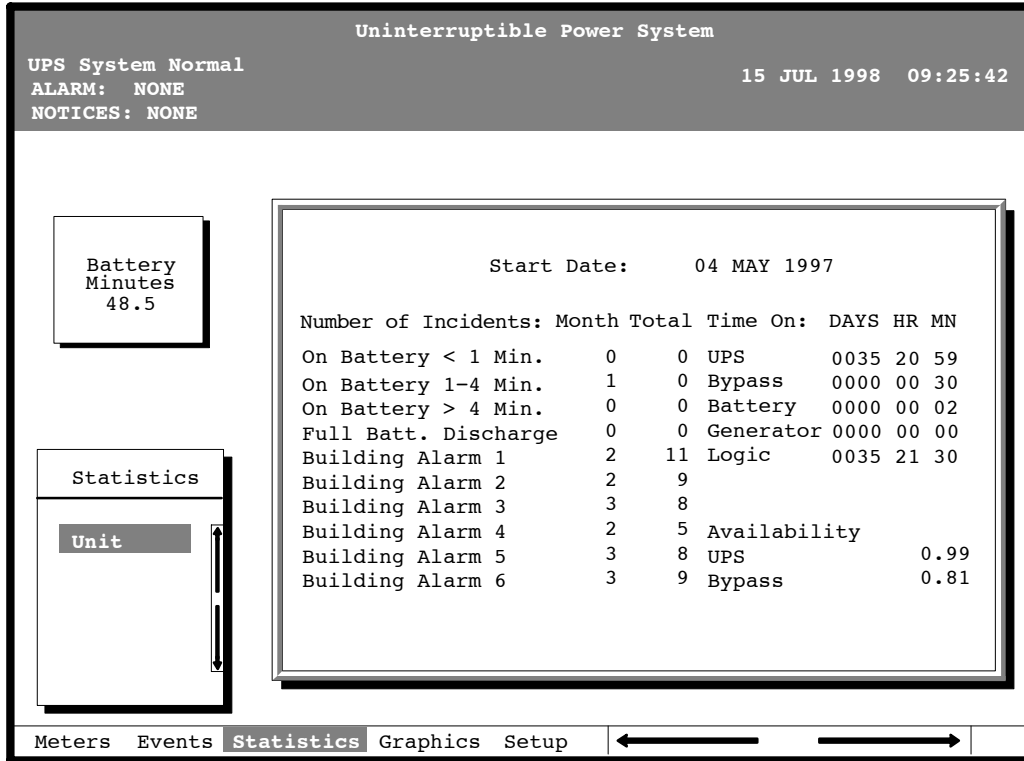 Uninterruptible Power System
UPS System Normal
ALARM: NONE
NOTICES: NONE
15 JUL 1998 09:25:42
Battery
Minutes
48.5
Start Date: 04 MAY 1997
Number of Incidents: Month Total Time On: DAYS HR MN
On Battery < 1 Min. 0 0 UPS 0035 20 59
On Battery 1–4 Min. 1 0 Bypass 0000 00 30
On Battery > 4 Min. 0 0 Battery 0000 00 02
Full Batt. Discharge 0 0 Generator 0000 00 00
Building Alarm 1 2 11 Logic 0035 21 30
Building Alarm 2 2 9
Building Alarm 3 3 8
Building Alarm 4 2 5 Availability
Building Alarm 5 3 8 UPS 0.99
Building Alarm 6 3 9 Bypass 0.81
Statistics
Unit
Meters Events Statistics Graphics Setup